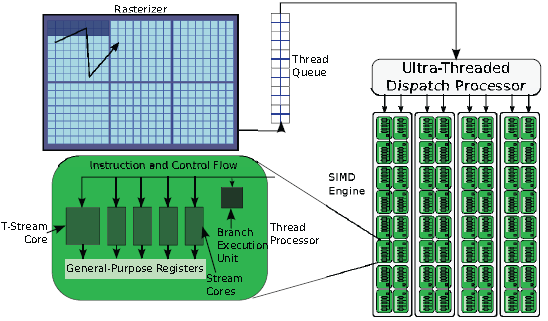 Rasterizer
Thread
Queue
Ultra-Threaded
Dispatch Processor
Instruction and Control Flow
SIMD
Engine
T-Stream
Core
Branch
Execution
Unit
Thread
Processor
General-Purpose Registers
Stream
Cores